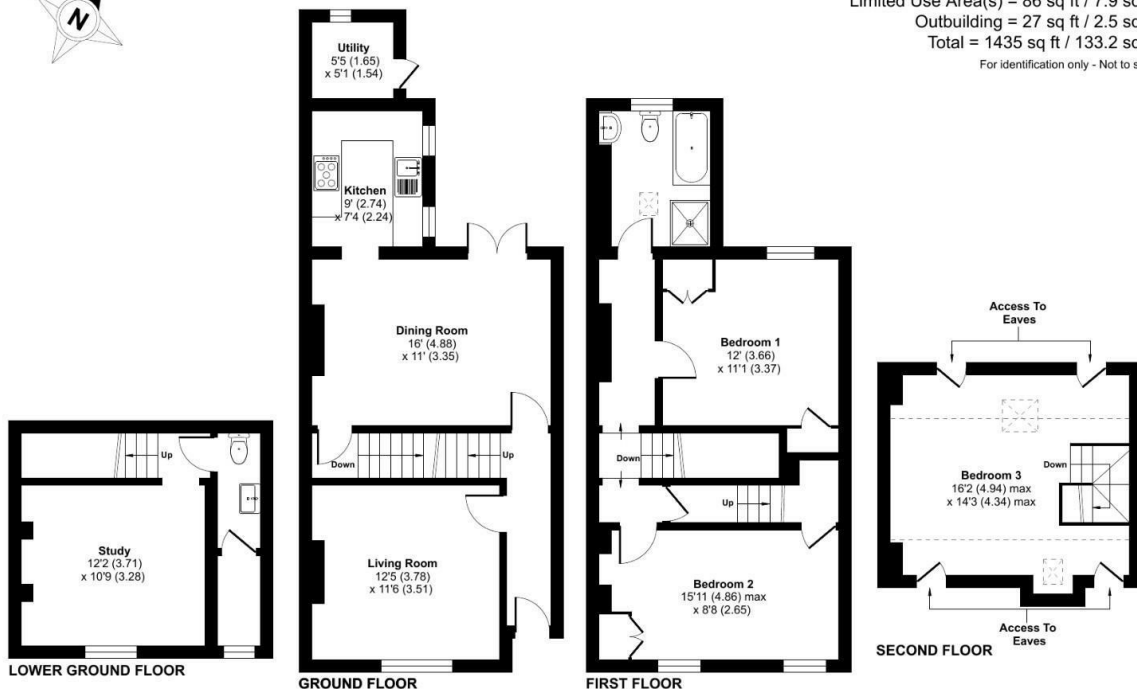 N
Limited Use Area(s) = 86 sq ft / 7.9 sq
Outbuilding = 27 sq ft / 2.5 sq
Total = 1435 sq ft / 133.2 sq
For identification only - Not to s
Utility
5'5 (1.65)
x 5'1 (1.54)
Kitchen
9' (2.74)
x 7'4 (2.24)
Dining Room
16' (4.88)
x 11' (3.35)
Down
Up
Living Room
12'5 (3.78)
x 11'6 (3.51)
GROUND FLOOR
Up
Study
12'2 (3.71)
x 10'9 (3.28)
LOWER GROUND FLOOR
Bedroom 1
12' (3.66)
x 11'1 (3.37)
Down
Up
Bedroom 2
15'11 (4.86) max
x 8'8 (2.65)
FIRST FLOOR
Access To
Eaves
Bedroom 3
16'2 (4.94) max
x 14'3 (4.34) max
Down
Access To
Eaves
SECOND FLOOR